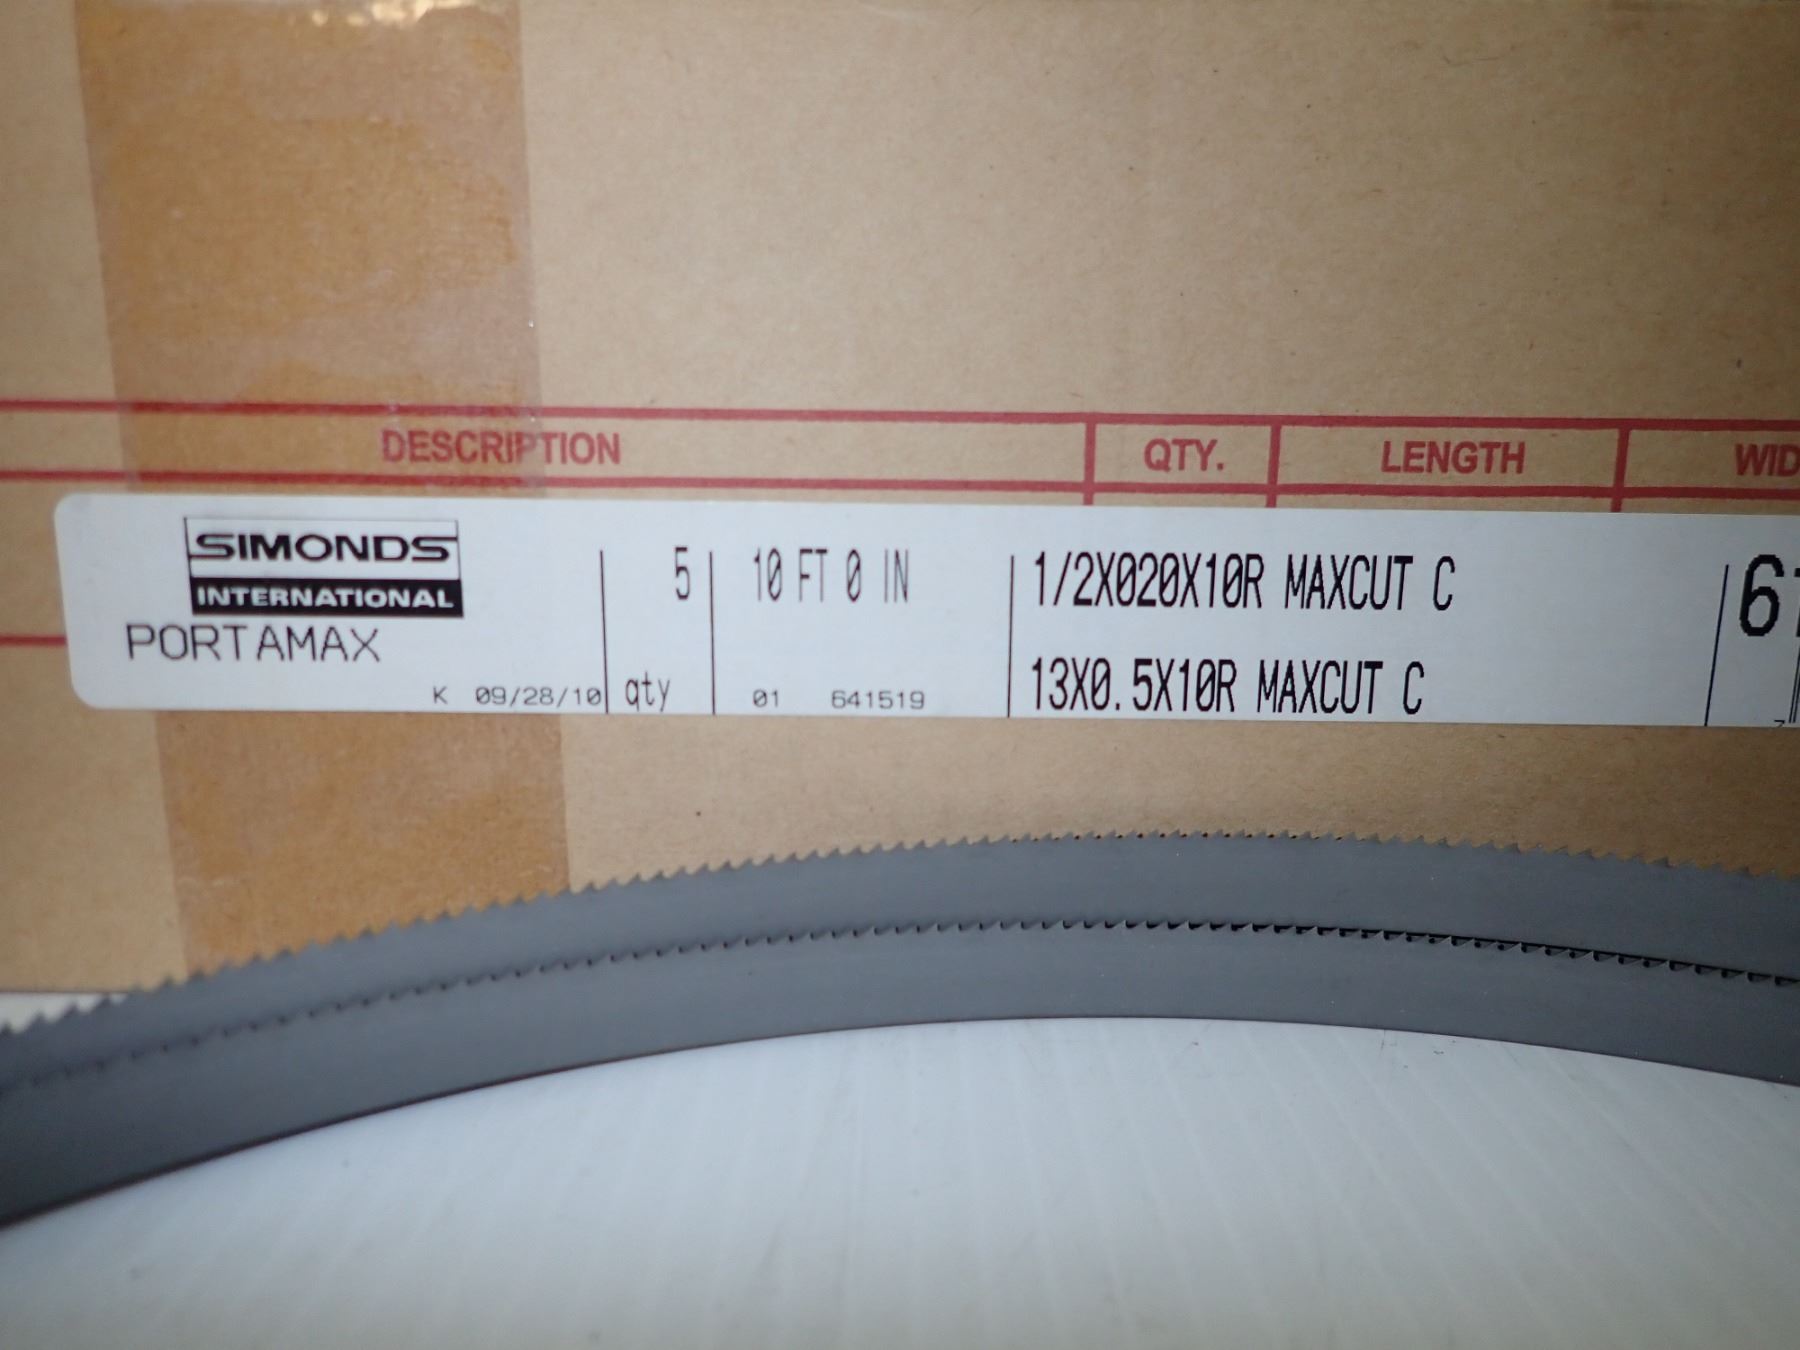 DESCRIPTION QTY. LENGTH
SIMONDS
INTERNATIONAL
PORTAMAX
K 09/28/10
5
qty
10 FT 0 IN
01 641519
1/2X020X10R MAXCUT C
13X0.5X10R MAXCUT C